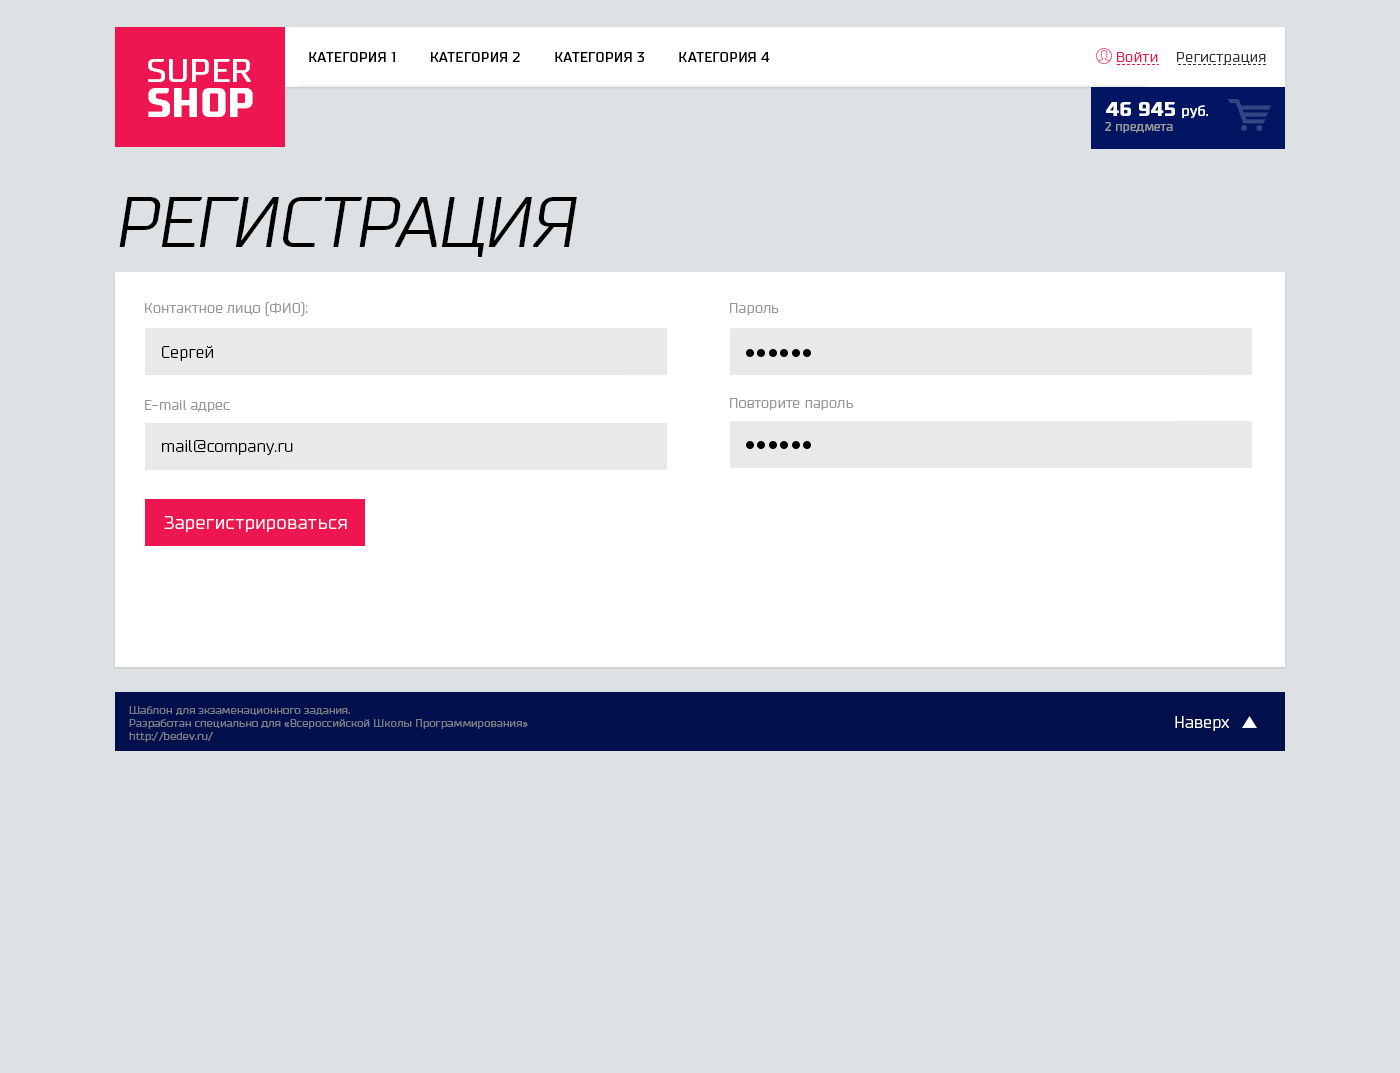 SUPER
SHOP
КАТЕГОРИЯ 1 КАТЕГОРИЯ 2 КАТЕГОРИЯ 3 КАТЕГОРИЯ 4 Войти Регистрация
46 945 руб.
2 предмета
РЕГИСТРАЦИЯ
Контактное лицо (ФИО): Пароль
Сергей ●●●●●●
E-mail адрес Повторите пароль
mail@company.ru ●●●●●●
Зарегистрироваться
Шаблон для экзаменационного задания.
Разработан специально для «Всероссийской Школы Программирования»
http://bedev.ru/
Наверх ▲